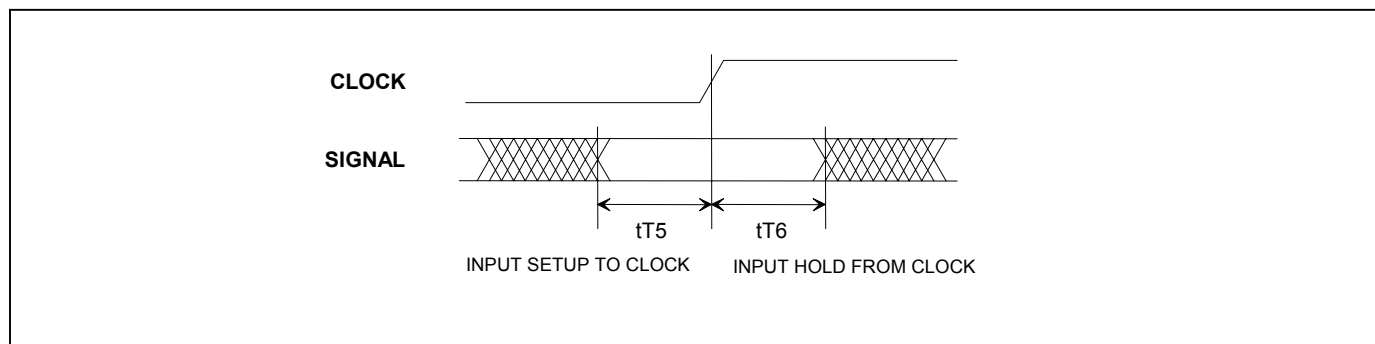 CLOCK
SIGNAL
tT5 tT6
INPUT SETUP TO CLOCK INPUT HOLD FROM CLOCK